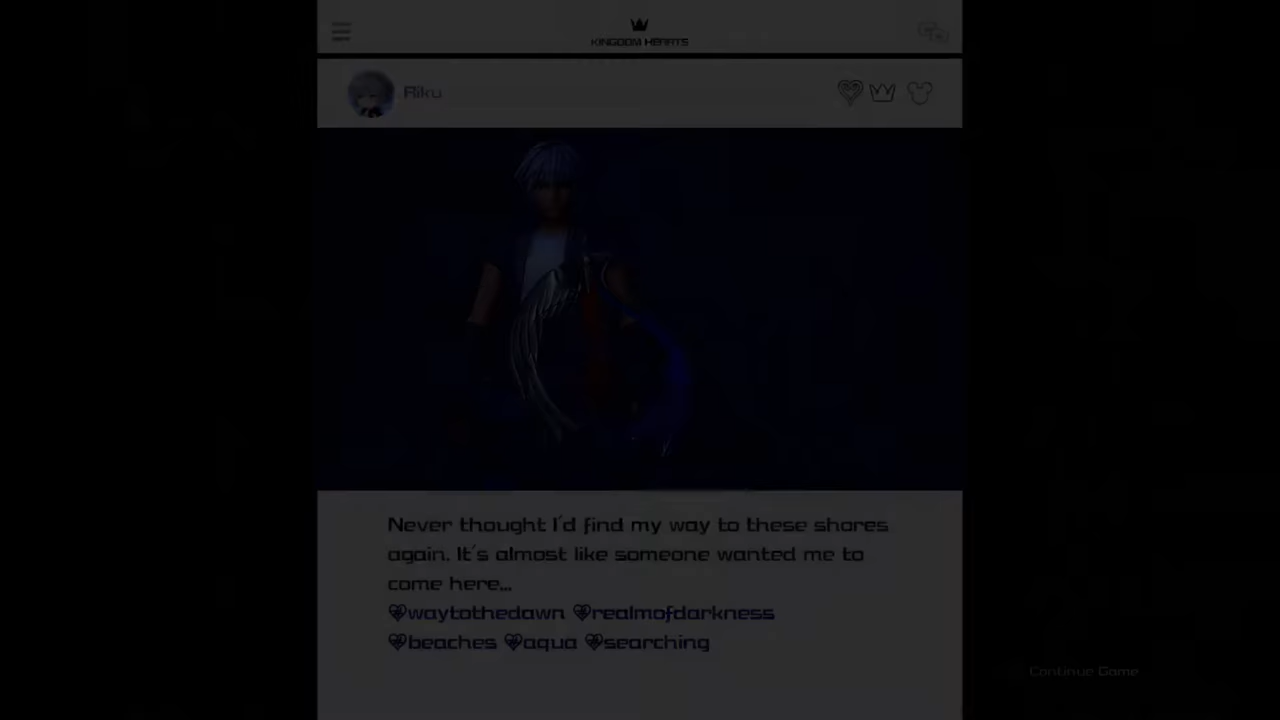 KINGDOM HEARTS
Riku
Never thought I'd find my way to these shores
again. It's almost like someone wanted me to
come here...
waytothedawn realmofdarkness
beaches aqua searching
Continue Game